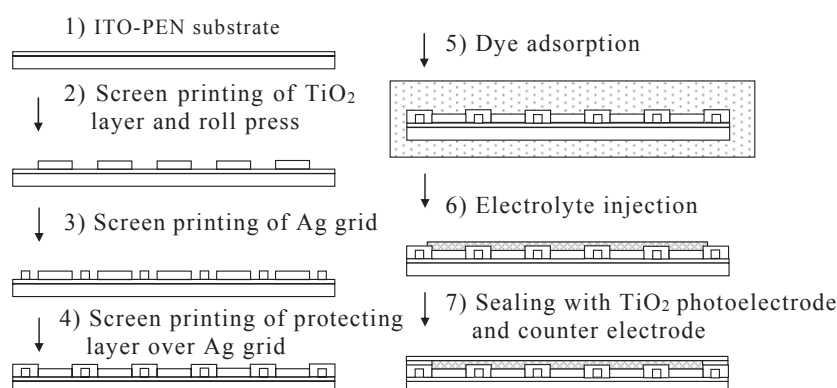 1) ITO-PEN substrate
2) Screen printing of TiO₂
layer and roll press
3) Screen printing of Ag grid
4) Screen printing of protecting
layer over Ag grid
5) Dye adsorption
6) Electrolyte injection
7) Sealing with TiO₂ photoelectrode
and counter electrode